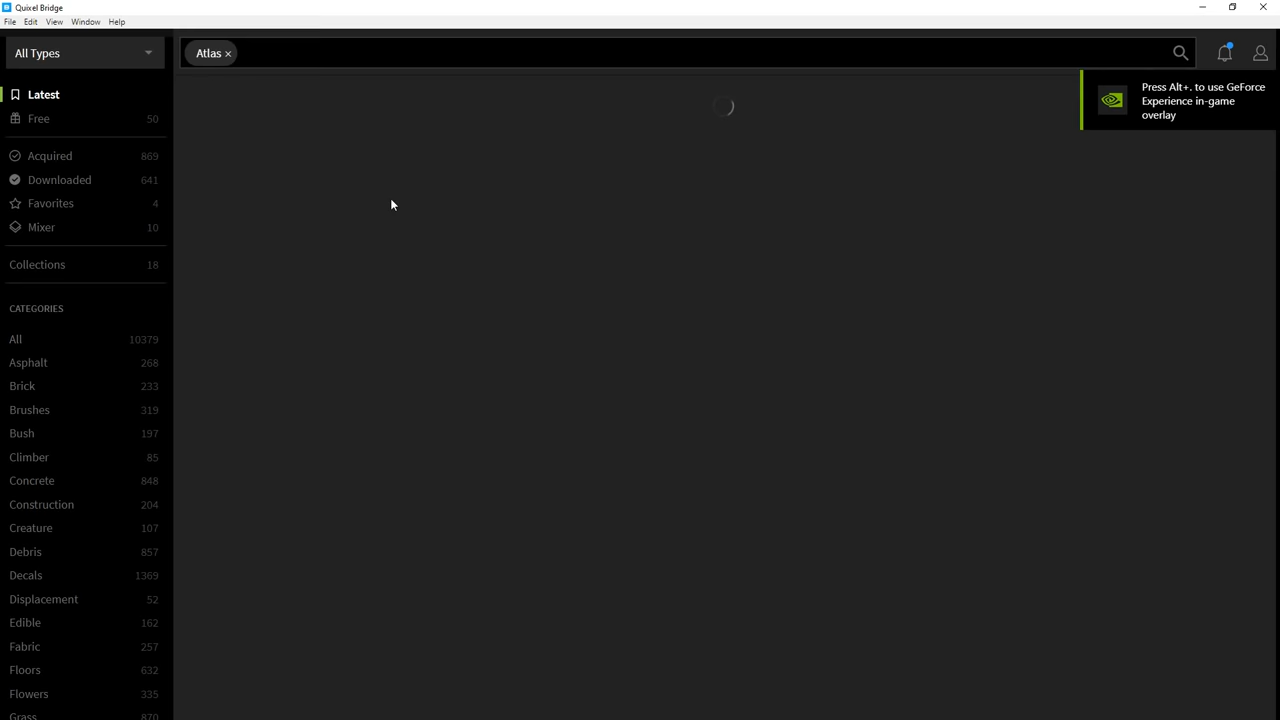 Quixel Bridge
File Edit View Window Help
All Types
Atlas ×
Press Alt+. to use GeForce
Experience in-game
overlay
Latest
Free 50
Acquired 869
Downloaded 641
Favorites 4
Mixer 10
Collections 18
CATEGORIES
All 10379
Asphalt 268
Brick 233
Brushes 319
Bush 197
Climber 85
Concrete 848
Construction 204
Creature 107
Debris 857
Decals 1369
Displacement 52
Edible 162
Fabric 257
Floors 632
Flowers 335
Grass 870